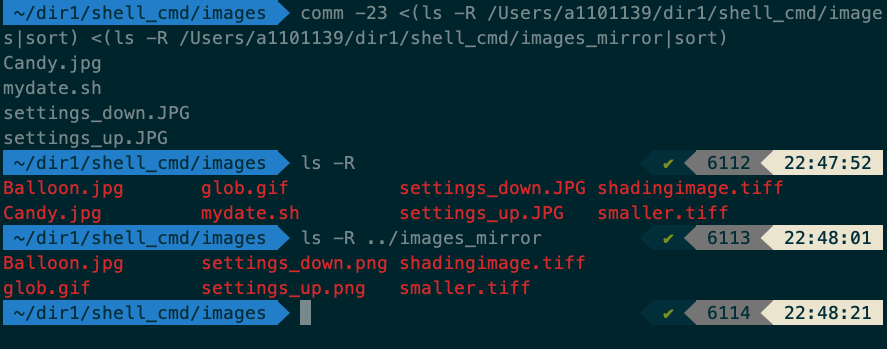 ~/dir1/shell_cmd/images comm -23 <(ls -R /Users/a1101139/dir1/shell_cmd/image
s|sort) <(ls -R /Users/a1101139/dir1/shell_cmd/images_mirror|sort)
Candy.jpg
mydate.sh
settings_down.JPG
settings_up.JPG
~/dir1/shell_cmd/images ls -R ✔ 6112 22:47:52
Balloon.jpg glob.gif settings_down.JPG shadingimage.tiff
Candy.jpg mydate.sh settings_up.JPG smaller.tiff
~/dir1/shell_cmd/images ls -R ../images_mirror ✔ 6113 22:48:01
Balloon.jpg settings_down.png shadingimage.tiff
glob.gif settings_up.png smaller.tiff
~/dir1/shell_cmd/images ✔ 6114 22:48:21